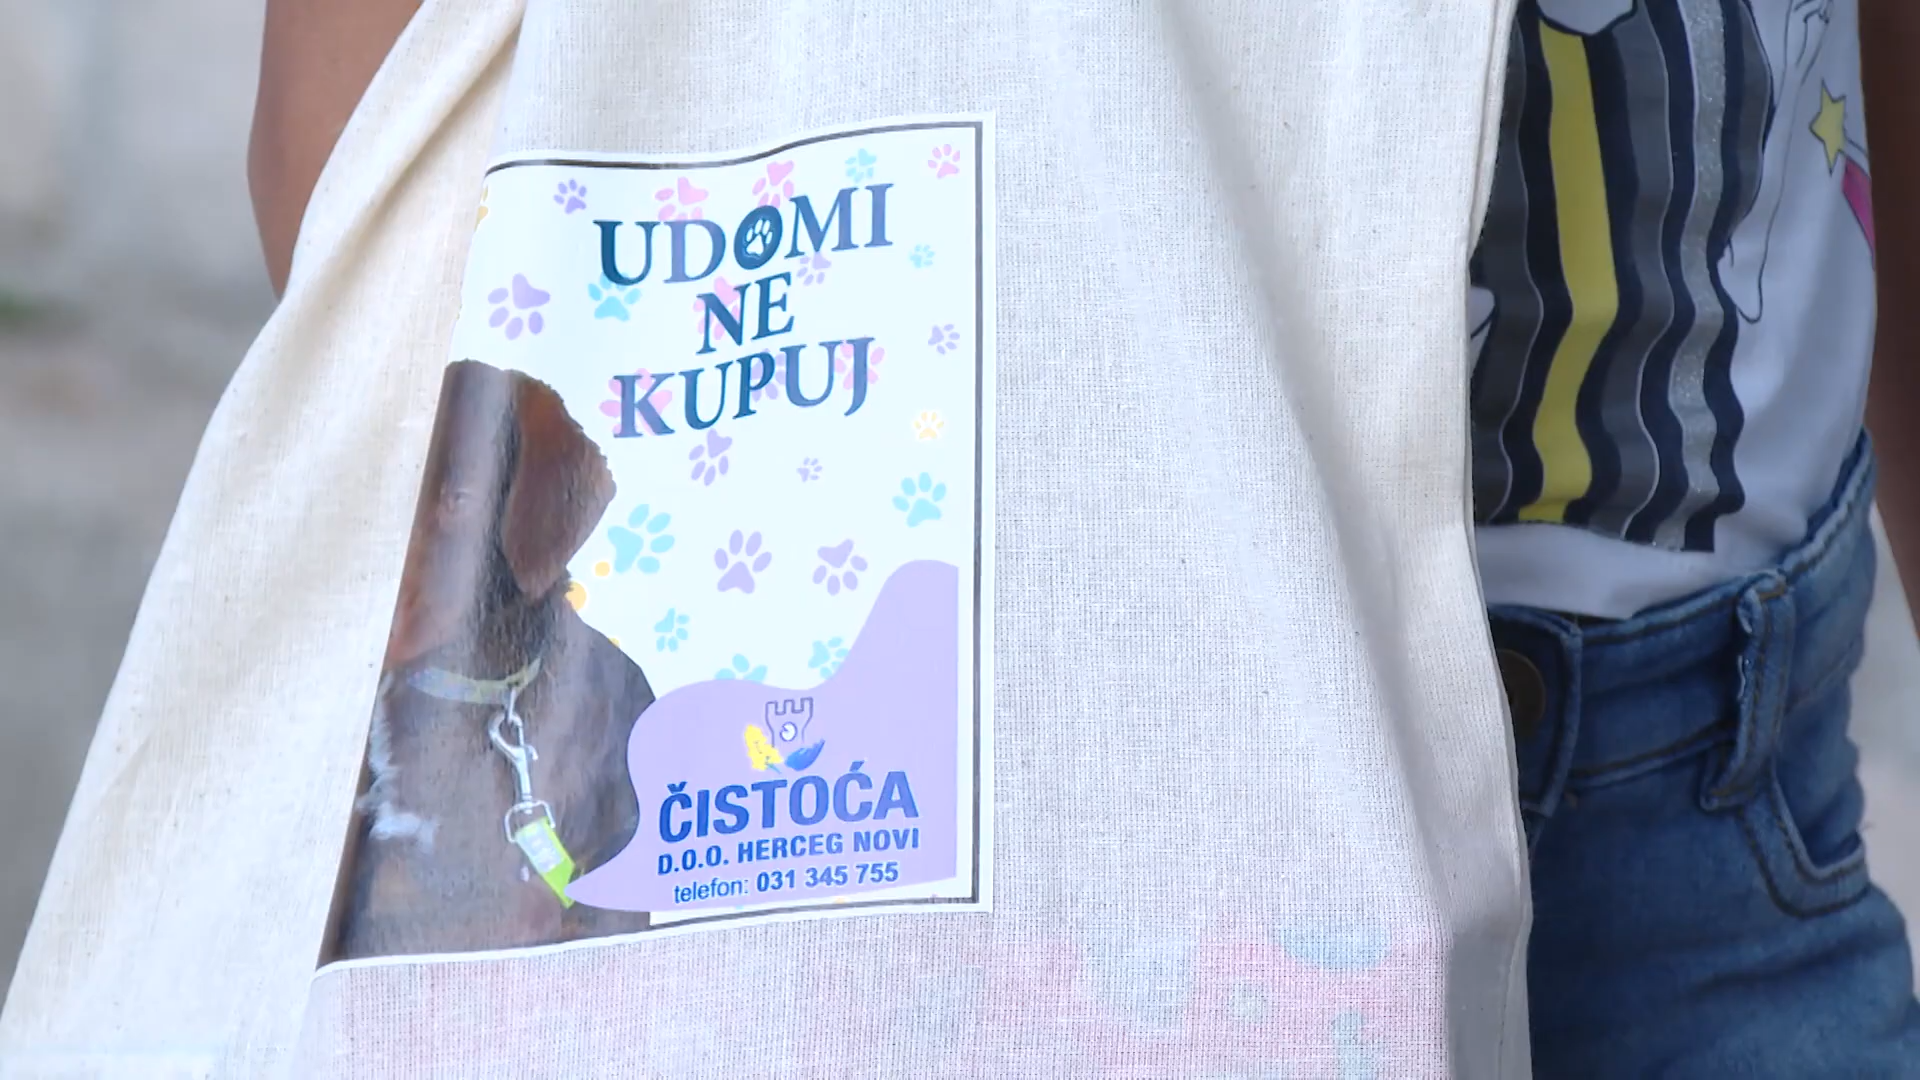 UDOMI
NE
KUPUJ
ČISTOĆA
D.O.O. HERCEG NOVI
telefon: 031 345 755